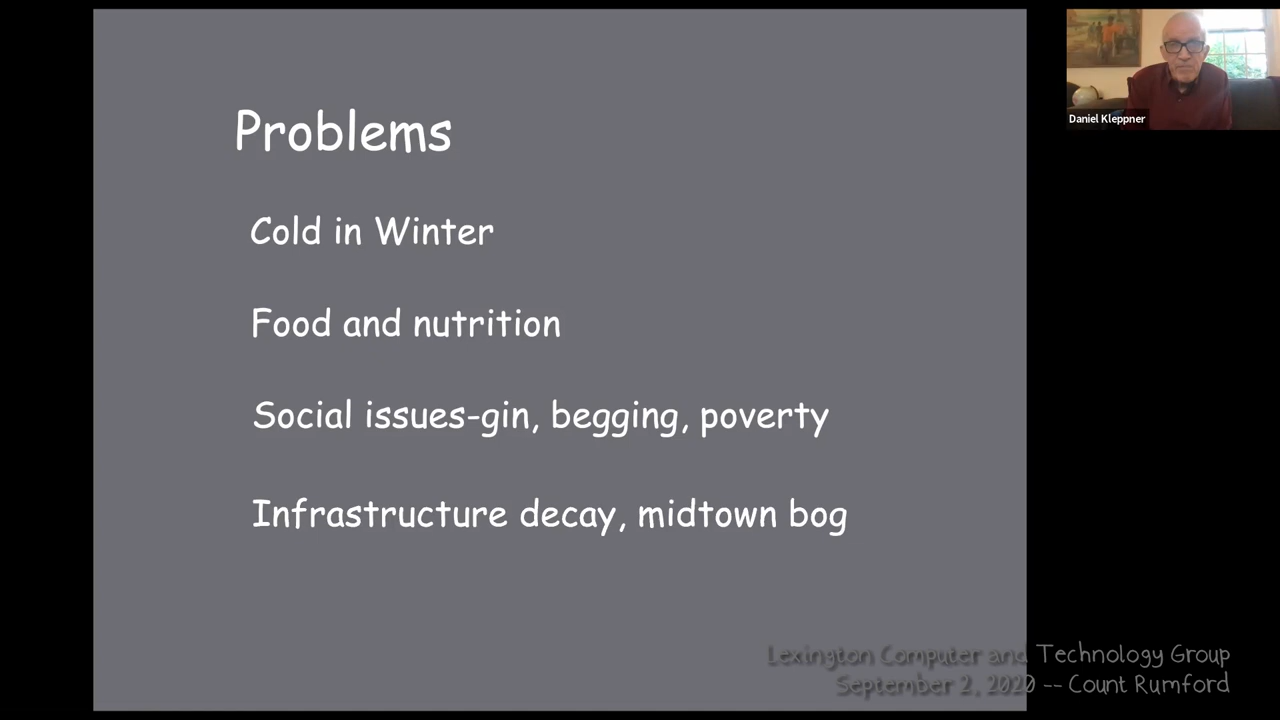 Problems
Cold in Winter
Food and nutrition
Social issues-gin, begging, poverty
Infrastructure decay, midtown bog
Daniel Kleppner
Lexington Computer and Technology Group
September 2, 2020 -- Count Rumford